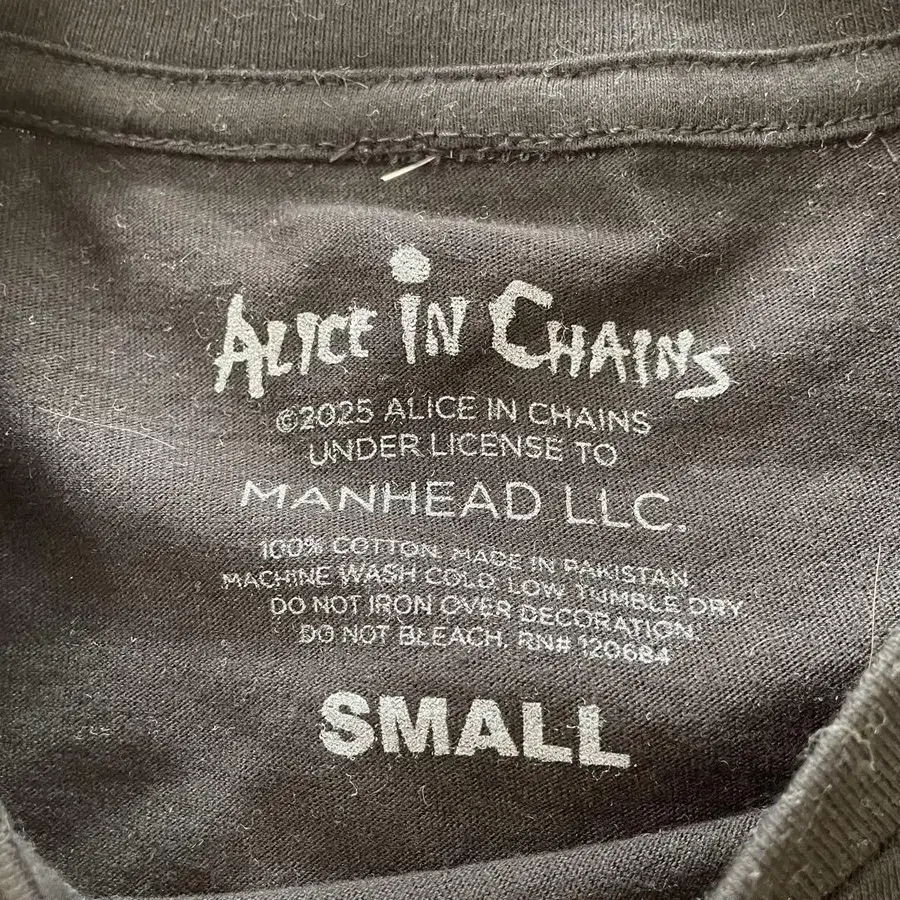 ALICE IN CHAINS
©2025 ALICE IN CHAINS
UNDER LICENSE TO
MANHEAD LLC.
100% COTTON. MADE IN PAKISTAN.
MACHINE WASH COLD. LOW TUMBLE DRY.
DO NOT IRON OVER DECORATION.
DO NOT BLEACH. RN# 120684
SMALL